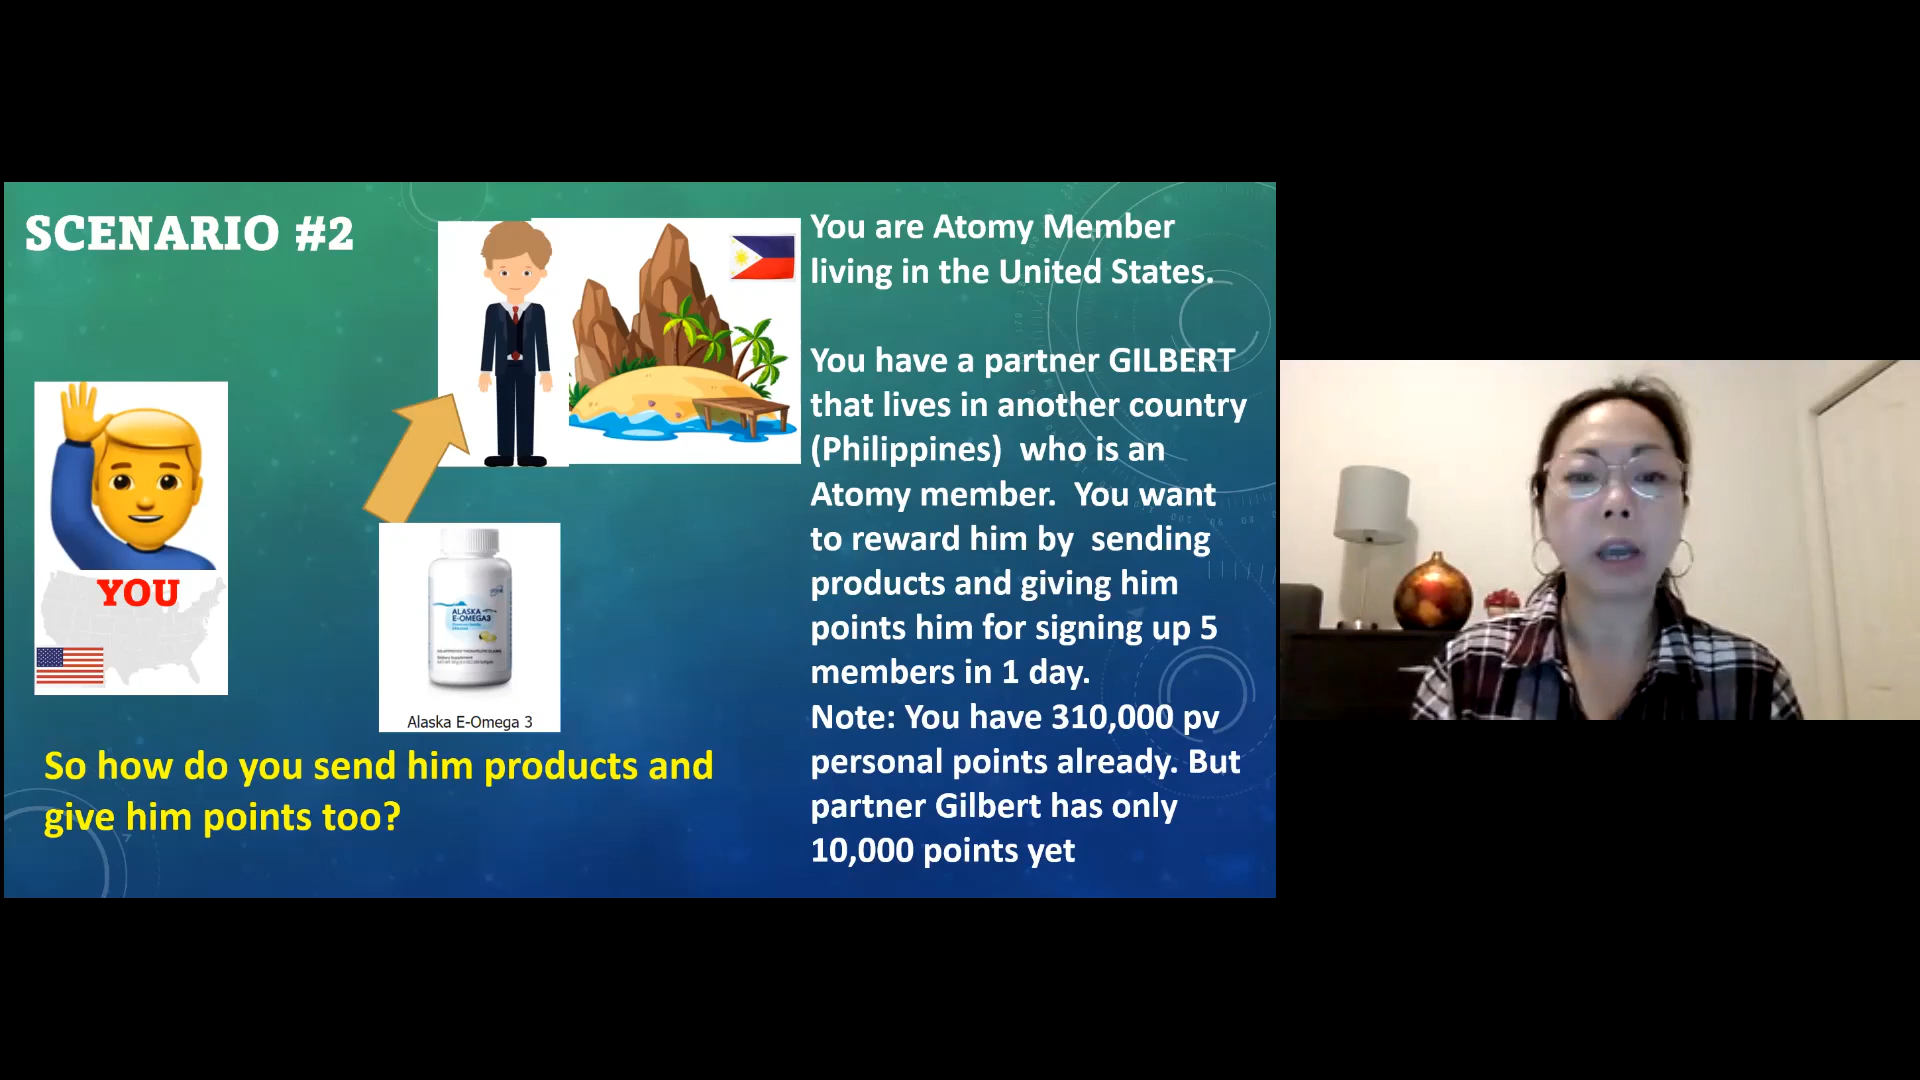 SCENARIO #2
YOU
ALASKA
E-OMEGA3
Alaska E-Omega 3
So how do you send him products and
give him points too?
You are Atomy Member
living in the United States.
You have a partner GILBERT
that lives in another country
(Philippines) who is an
Atomy member. You want
to reward him by sending
products and giving him
points him for signing up 5
members in 1 day.
Note: You have 310,000 pv
personal points already. But
partner Gilbert has only
10,000 points yet